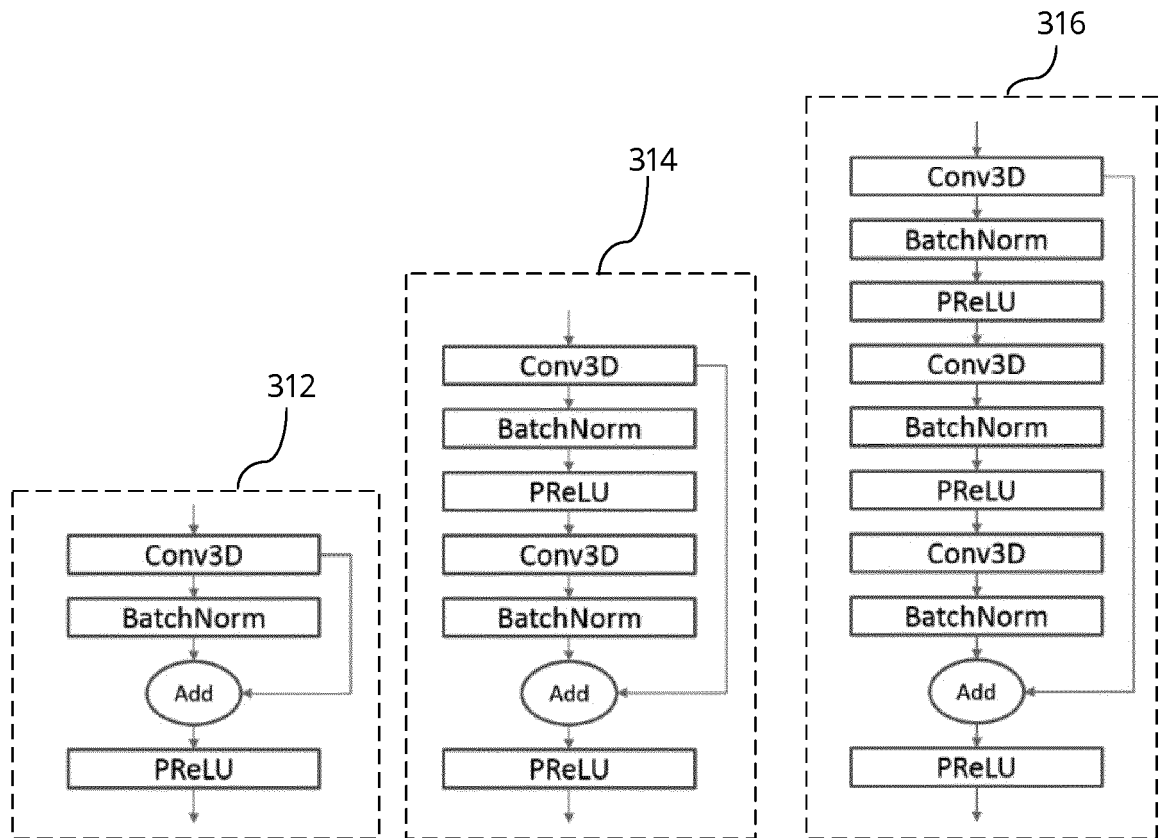 312
Conv3D
BatchNorm
Add
PReLU
314
Conv3D
BatchNorm
PReLU
Conv3D
BatchNorm
Add
PReLU
316
Conv3D
BatchNorm
PReLU
Conv3D
BatchNorm
PReLU
Conv3D
BatchNorm
Add
PReLU